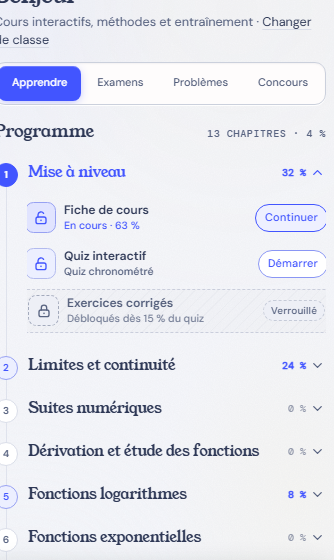 Bonjour
Cours interactifs, méthodes et entraînement · Changer
de classe
Apprendre Examens Problèmes Concours
Programme 13 CHAPITRES · 4 %
1 Mise à niveau 32 %
Fiche de cours
En cours · 63 %
Continuer
Quiz interactif
Quiz chronométré
Démarrer
Exercices corrigés
Débloqués dès 15 % du quiz
Verrouillé
2 Limites et continuité 24 %
3 Suites numériques 0 %
4 Dérivation et étude des fonctions 0 %
5 Fonctions logarithmes 8 %
6 Fonctions exponentielles 0 %